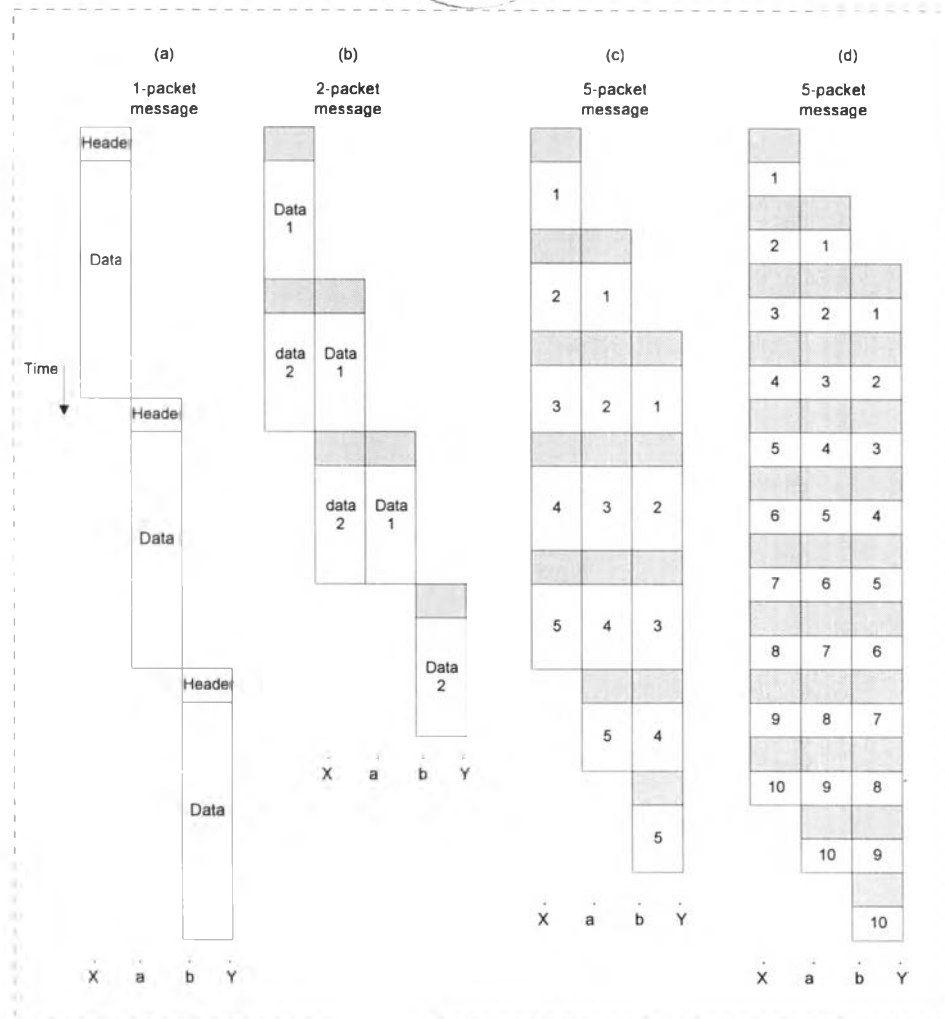 (a)
1-packet
message
Header
Data
Time
Header
Data
Header
Data
X a b Y
(b)
2-packet
message
Data
1
data
2
Data
1
data
2
Data
1
Data
2
X a b Y
(c)
5-packet
message
1
2 1
3 2 1
4 3 2
5 4 3
5 4
5
X a b Y
(d)
5-packet
message
1
2 1
3 2 1
4 3 2
5 4 3
6 5 4
7 6 5
8 7 6
9 8 7
10 9 8
10 9
10
X a b Y